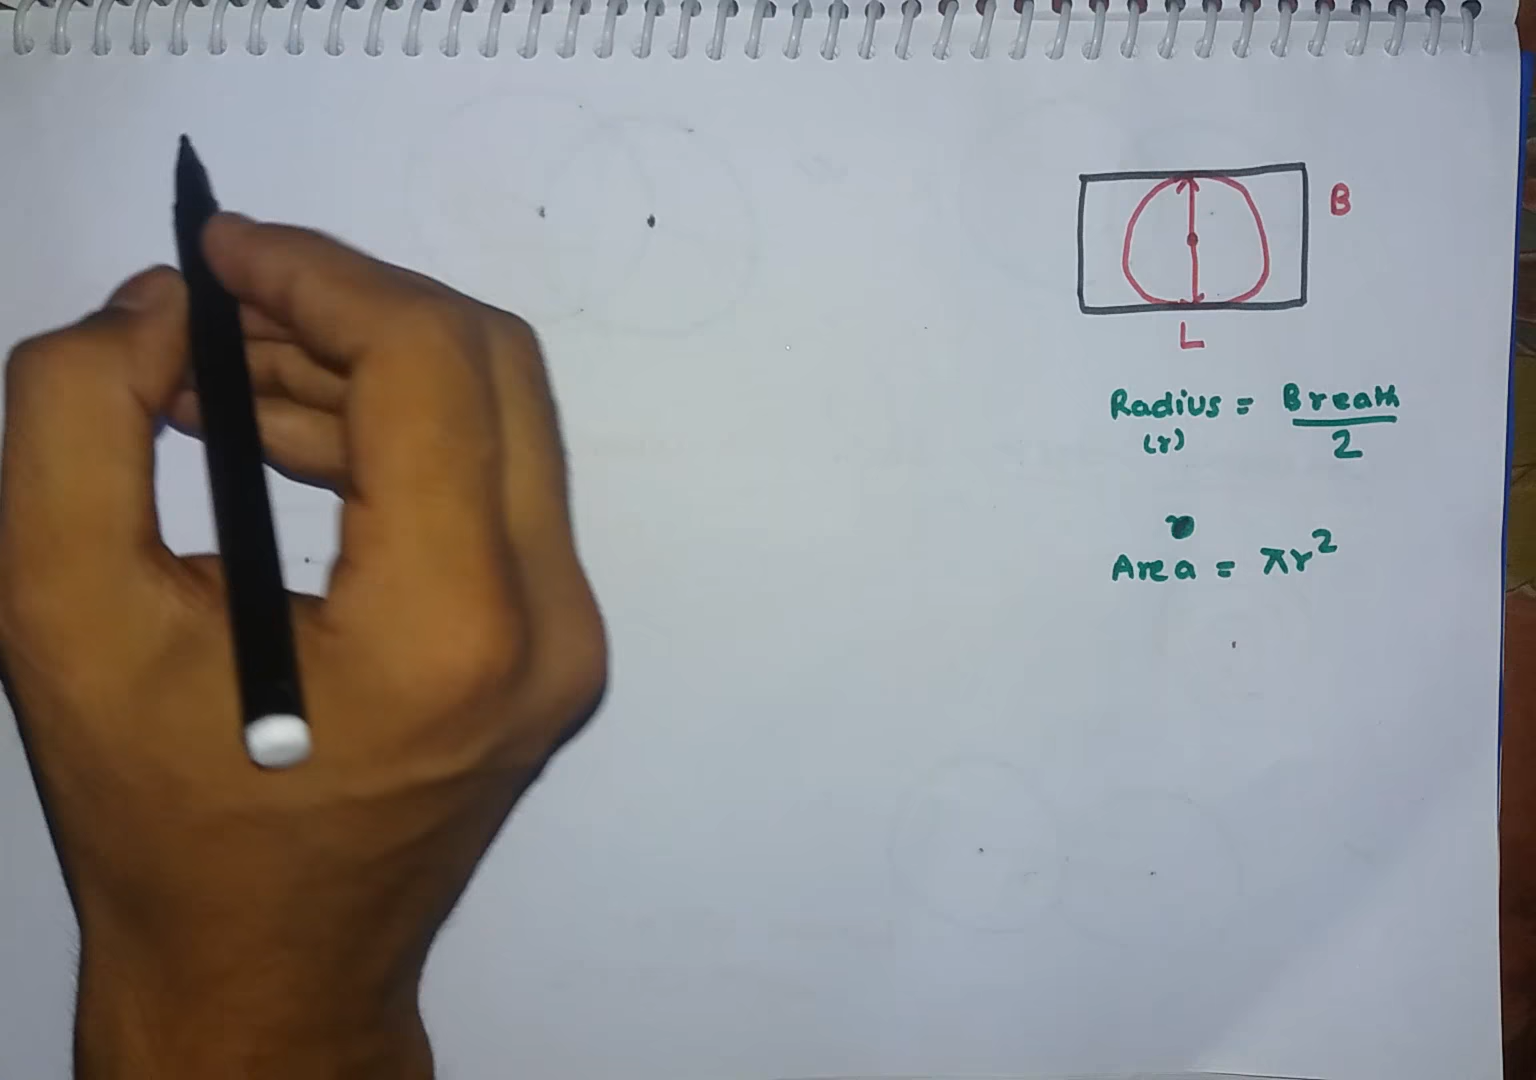 B
L
Radius = Breath
(r) 2
Area = πr²